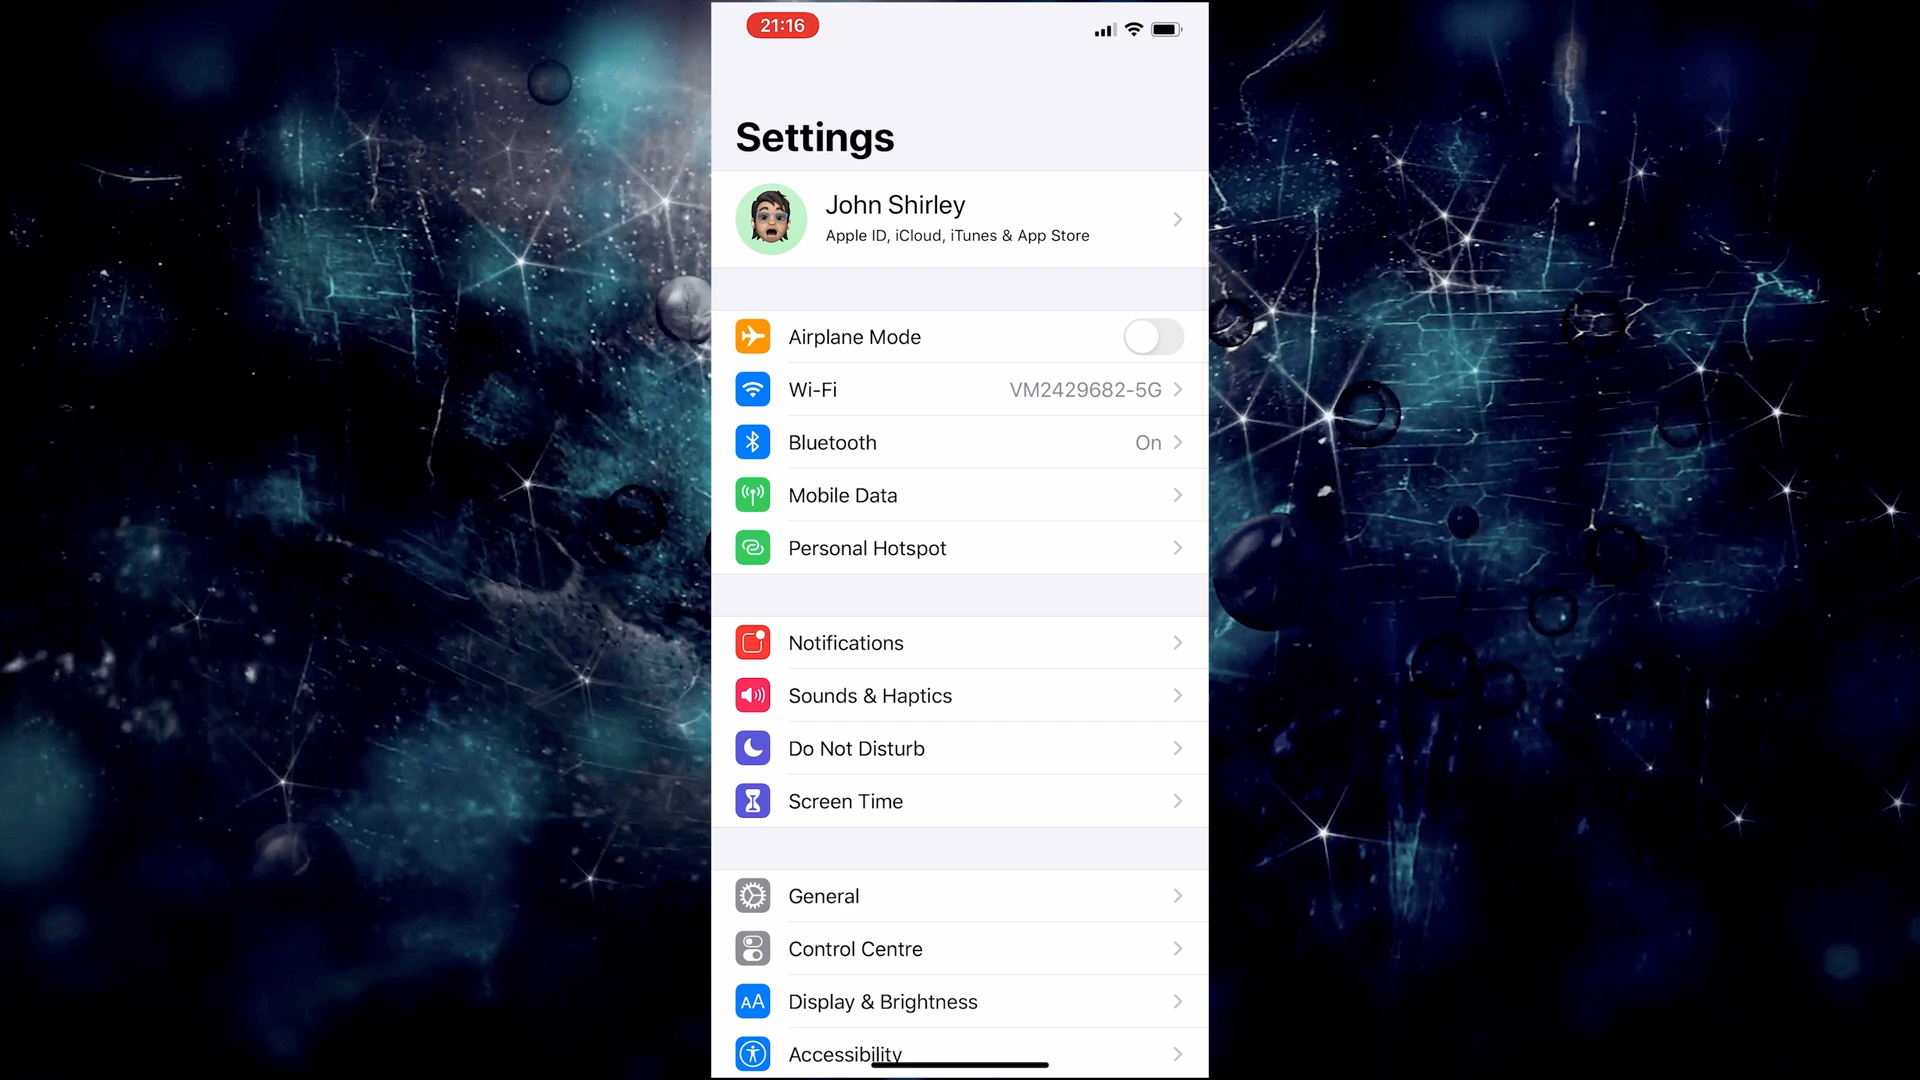 21:16
Settings
John Shirley
Apple ID, iCloud, iTunes & App Store
Airplane Mode
Wi-Fi VM2429682-5G
Bluetooth On
Mobile Data
Personal Hotspot
Notifications
Sounds & Haptics
Do Not Disturb
Screen Time
General
Control Centre
AA Display & Brightness
Accessibility